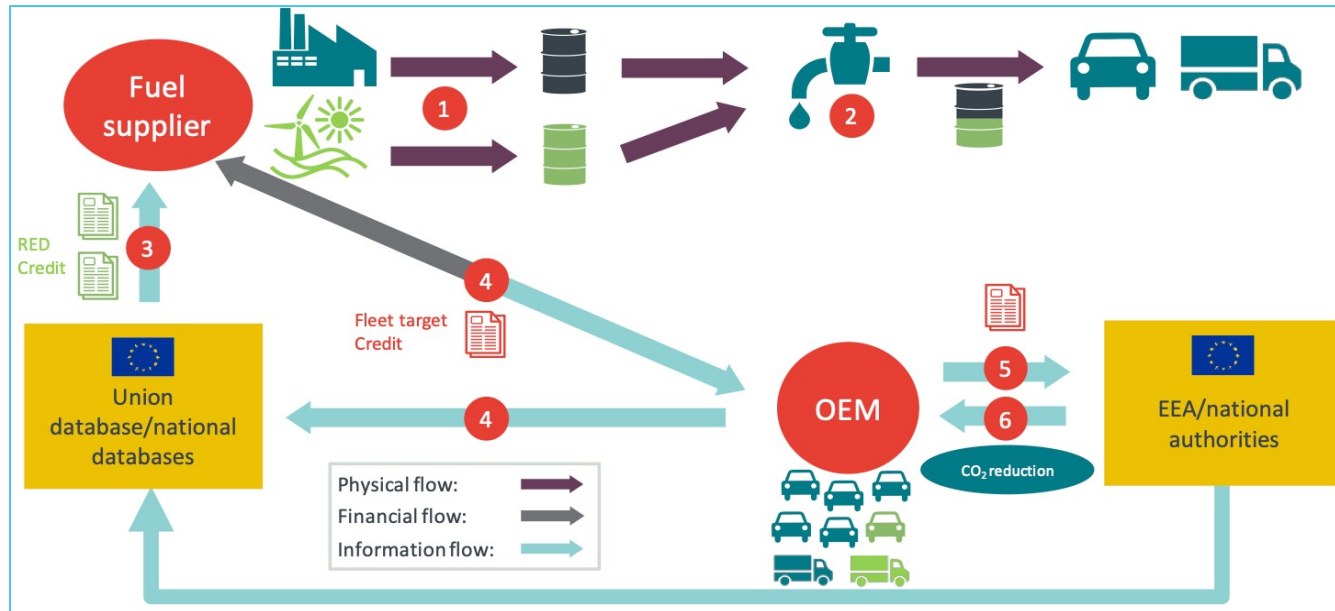 Fuel
supplier
1
2
RED
Credit
3
4
Fleet target
Credit
5
Union
database/national
databases
4
OEM
6
EEA/national
authorities
CO₂ reduction
Physical flow:
Financial flow:
Information flow: